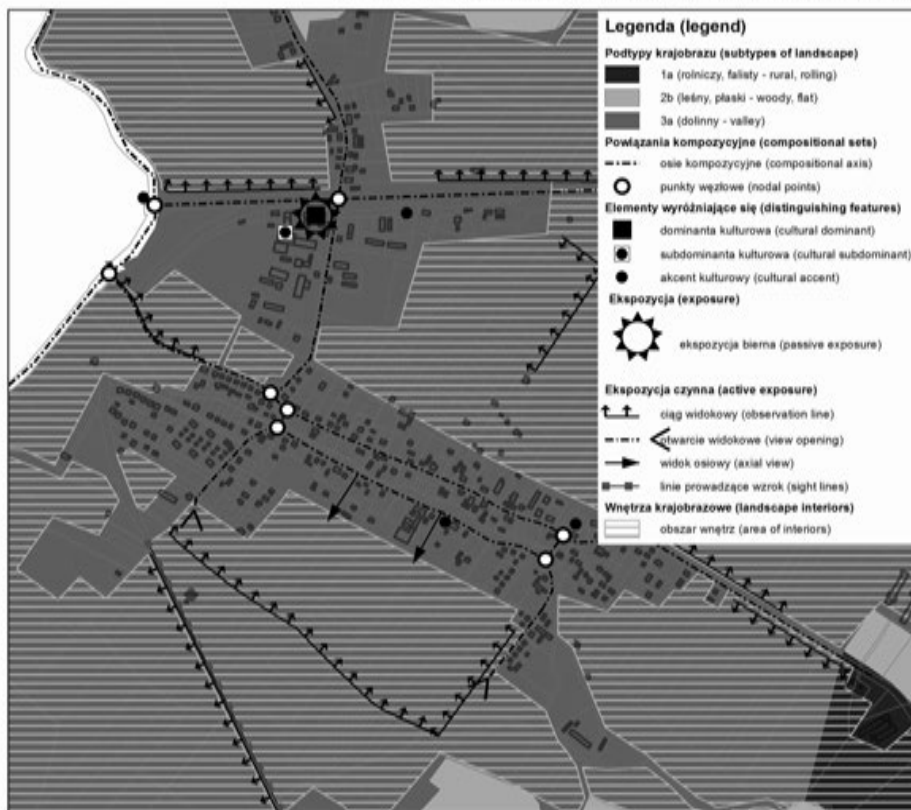 Legenda (legend)
Podtypy krajobrazu (subtypes of landscape)
1a (rolniczy, falisty - rural, rolling)
2b (leśny, płaski - woody, flat)
3a (dolinny - valley)
Powiązania kompozycyjne (compositional sets)
osie kompozycyjne (compositional axis)
punkty węzłowe (nodal points)
Elementy wyróżniające się (distinguishing features)
dominanta kulturowa (cultural dominant)
subdominanta kulturowa (cultural subdominant)
akcent kulturowy (cultural accent)
Ekspozycja (exposure)
ekspozycja bierna (passive exposure)
Ekspozycja czynna (active exposure)
ciąg widokowy (observation line)
otwarcie widokowe (view opening)
widok osiowy (axial view)
linie prowadzące wzrok (sight lines)
Wnętrza krajobrazowe (landscape interiors)
obszar wnętrz (area of interiors)